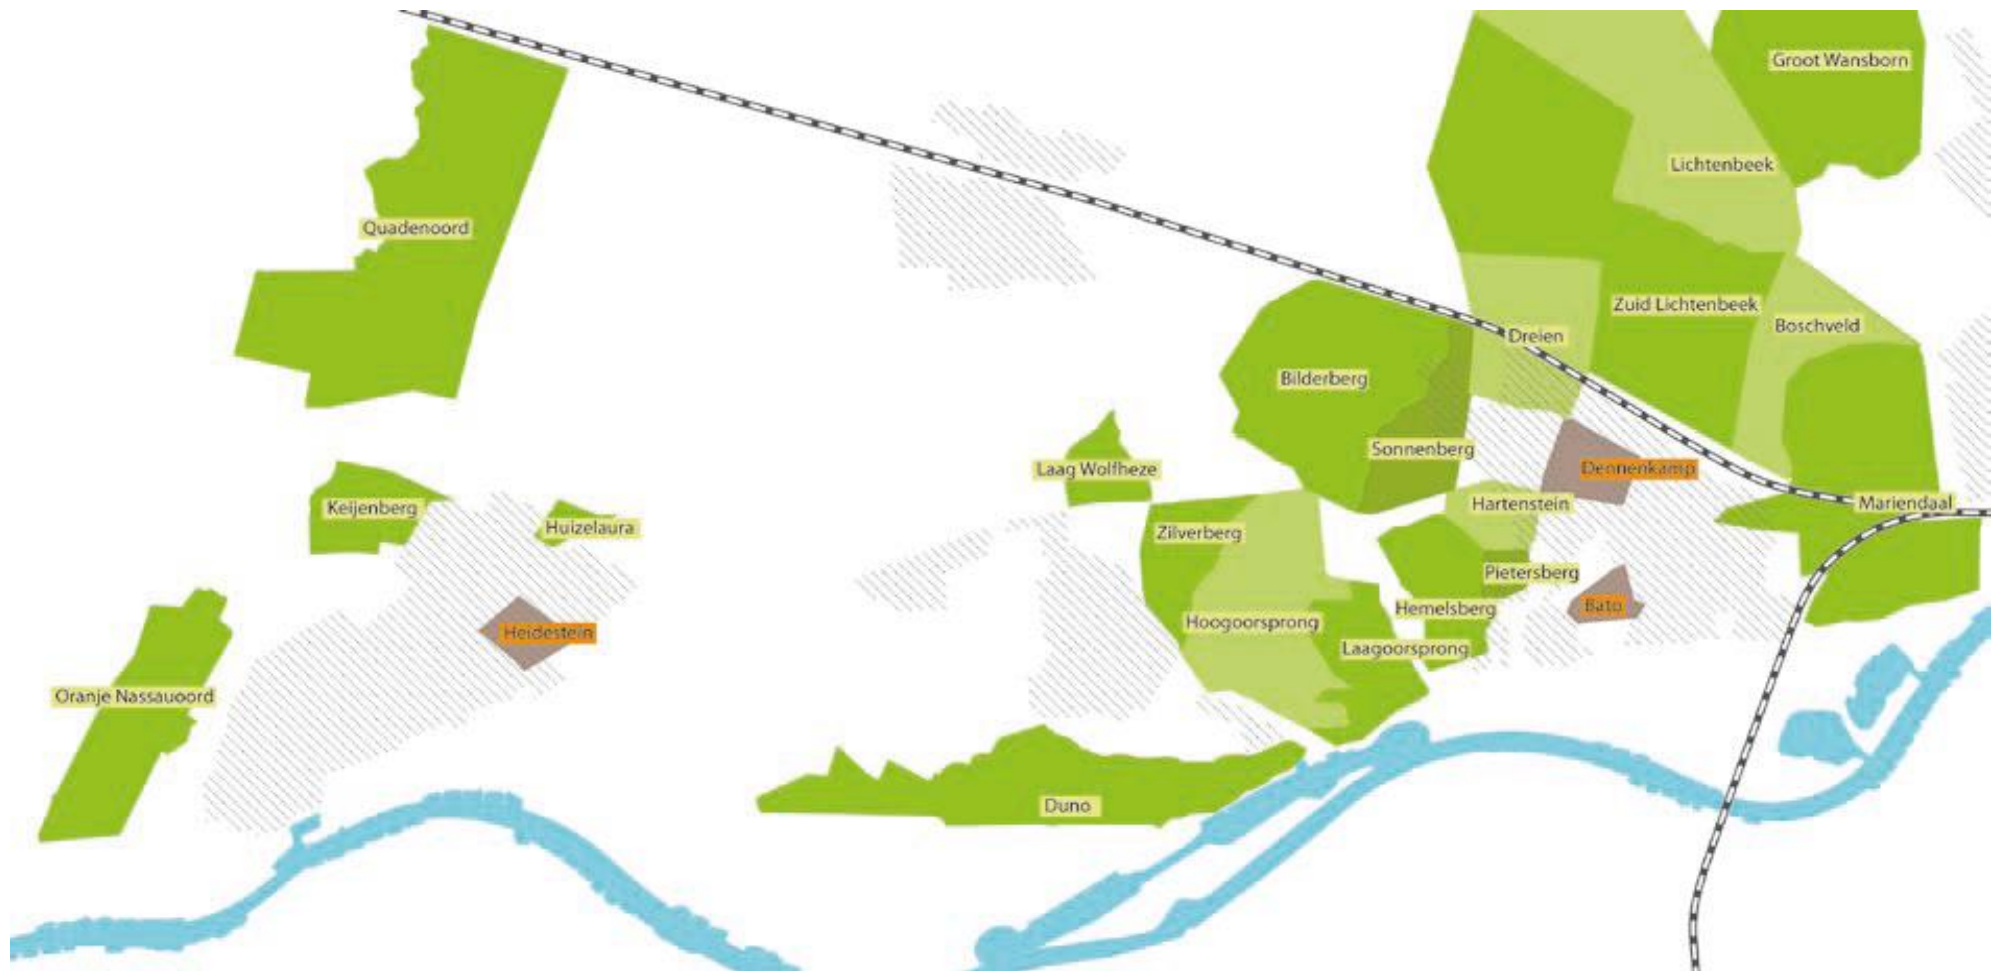 Groot Wansborn
Lichtenbeek
Quadenoord
Zuid Lichtenbeek
Boschveld
Dreien
Bilderberg
Sonnenberg
Laag Wolfheze
Dennenkamp
Hartenstein
Mariendaal
Keijenberg
Huizelaura
Zilverberg
Pietersberg
Bato
Hemelsberg
Hoogoorsprong
Heidestein
Laagoorsprong
Oranje Nassauoord
Duno